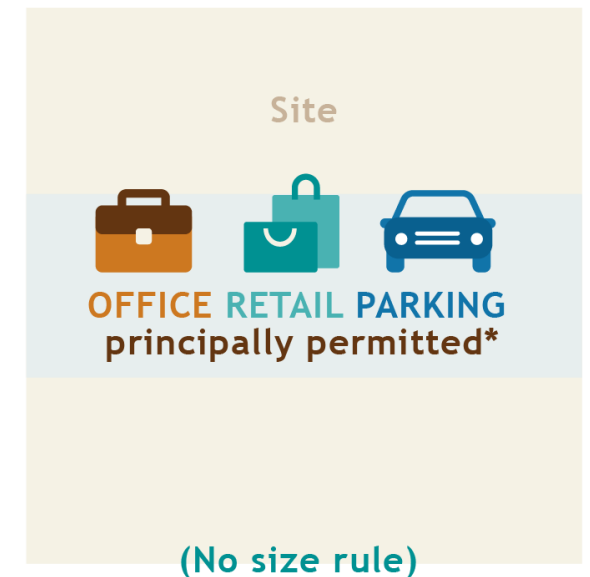 Site
OFFICE RETAIL PARKING
principally permitted*
(No size rule)